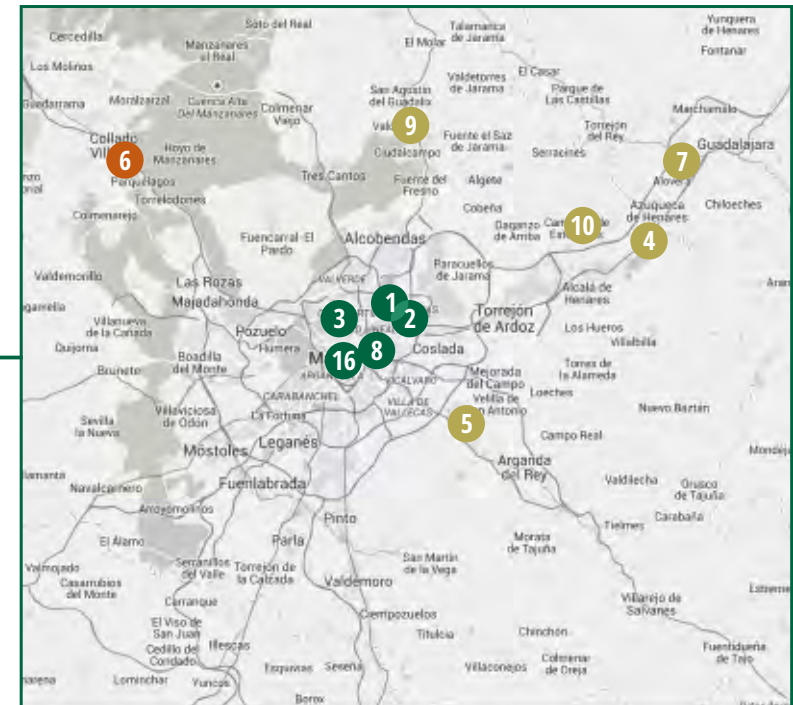 Soto del Real
Talamanca
de Jarama
Yunquera
de Henares
Cercedilla
Manzanares
el Real
El Molar
Fontanar
Los Molinos
Valdetorres
de Jarama
El Casar
San Agustín
del Guadalix
Parque de
Las Castillas
Guadarrama
Moralzarzal
Cuenca Alta
Del Manzanares
Colmenar
Viejo
Marchamalo
9
Torrejón
del Rey
Collado
Hoyo de
Manzanares
Ciudalcampo
Fuente el Saz
de Jarama
Serracines
Guadalajara
6
7
Parquelagos
Tres Cantos
Fuente del
Fresno
Algete
Alovera
Torrelodones
Azuqueca
de Henares
Chiloeches
Colmenarejo
Cobeña
Daganzo
de Arriba
10
4
Fuencarral-El
Pardo
Alcobendas
Valdemorillo
Las Rozas
VALVERDE
Paracuellos
de Jarama
Alcalá de
Henares
Majadahonda
1
2
3
Torrejón
de Ardoz
Villanueva
de la Cañada
Pozuelo
Los Hueros
Villalbilla
Quijorna
Húmera
16
8
Coslada
Boadilla
del Monte
Brunete
Mejorada
del Campo
Torres de
la Alameda
VICÁLVARO
CARABANCHEL
Loeches
Velilla de
VILLA DE
VALLECAS
Sevilla
la Nueva
Villaviciosa
de Odón
La Fortuna
Nuevo Baztán
5
Campo Real
Móstoles
Leganés
Arganda
del Rey
Navalcarnero
Fuenlabrada
Valdilecha
Orusco
de Tajuña
Arroyomolinos
Pinto
Carabaña
Tielmes
El Álamo
Parla
Morata
de Tajuña
Serranillos
del Valle
Torrejón de
la Calzada
San Martín
de la Vega
Valmojado
Casarrubios
del Monte
Valdemoro
Carranque
Villarejo de
Salvanés
Ciempozuelos
El Viso de
San Juan
Titulcia
Chinchón
Cedillo del
Condado
Illescas
Fuentidueña
de Tajo
Esquivias
Seseña
Villaconejos
Colmenar
de Oreja
Lominchar
Yuncos
Borox